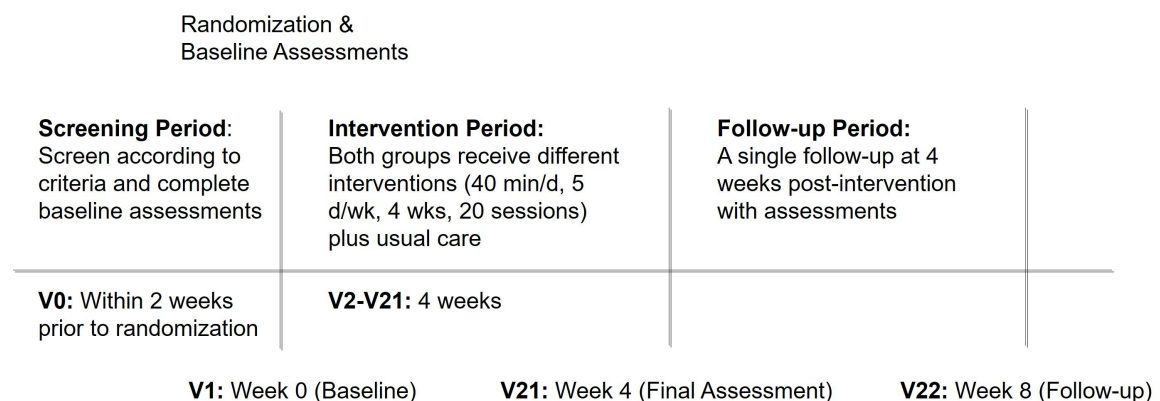 Randomization &
Baseline Assessments
Screening Period:
Screen according to
criteria and complete
baseline assessments
Intervention Period:
Both groups receive different
interventions (40 min/d, 5
d/wk, 4 wks, 20 sessions)
plus usual care
Follow-up Period:
A single follow-up at 4
weeks post-intervention
with assessments
V0: Within 2 weeks
prior to randomization
V2-V21: 4 weeks
V1: Week 0 (Baseline)
V21: Week 4 (Final Assessment)
V22: Week 8 (Follow-up)